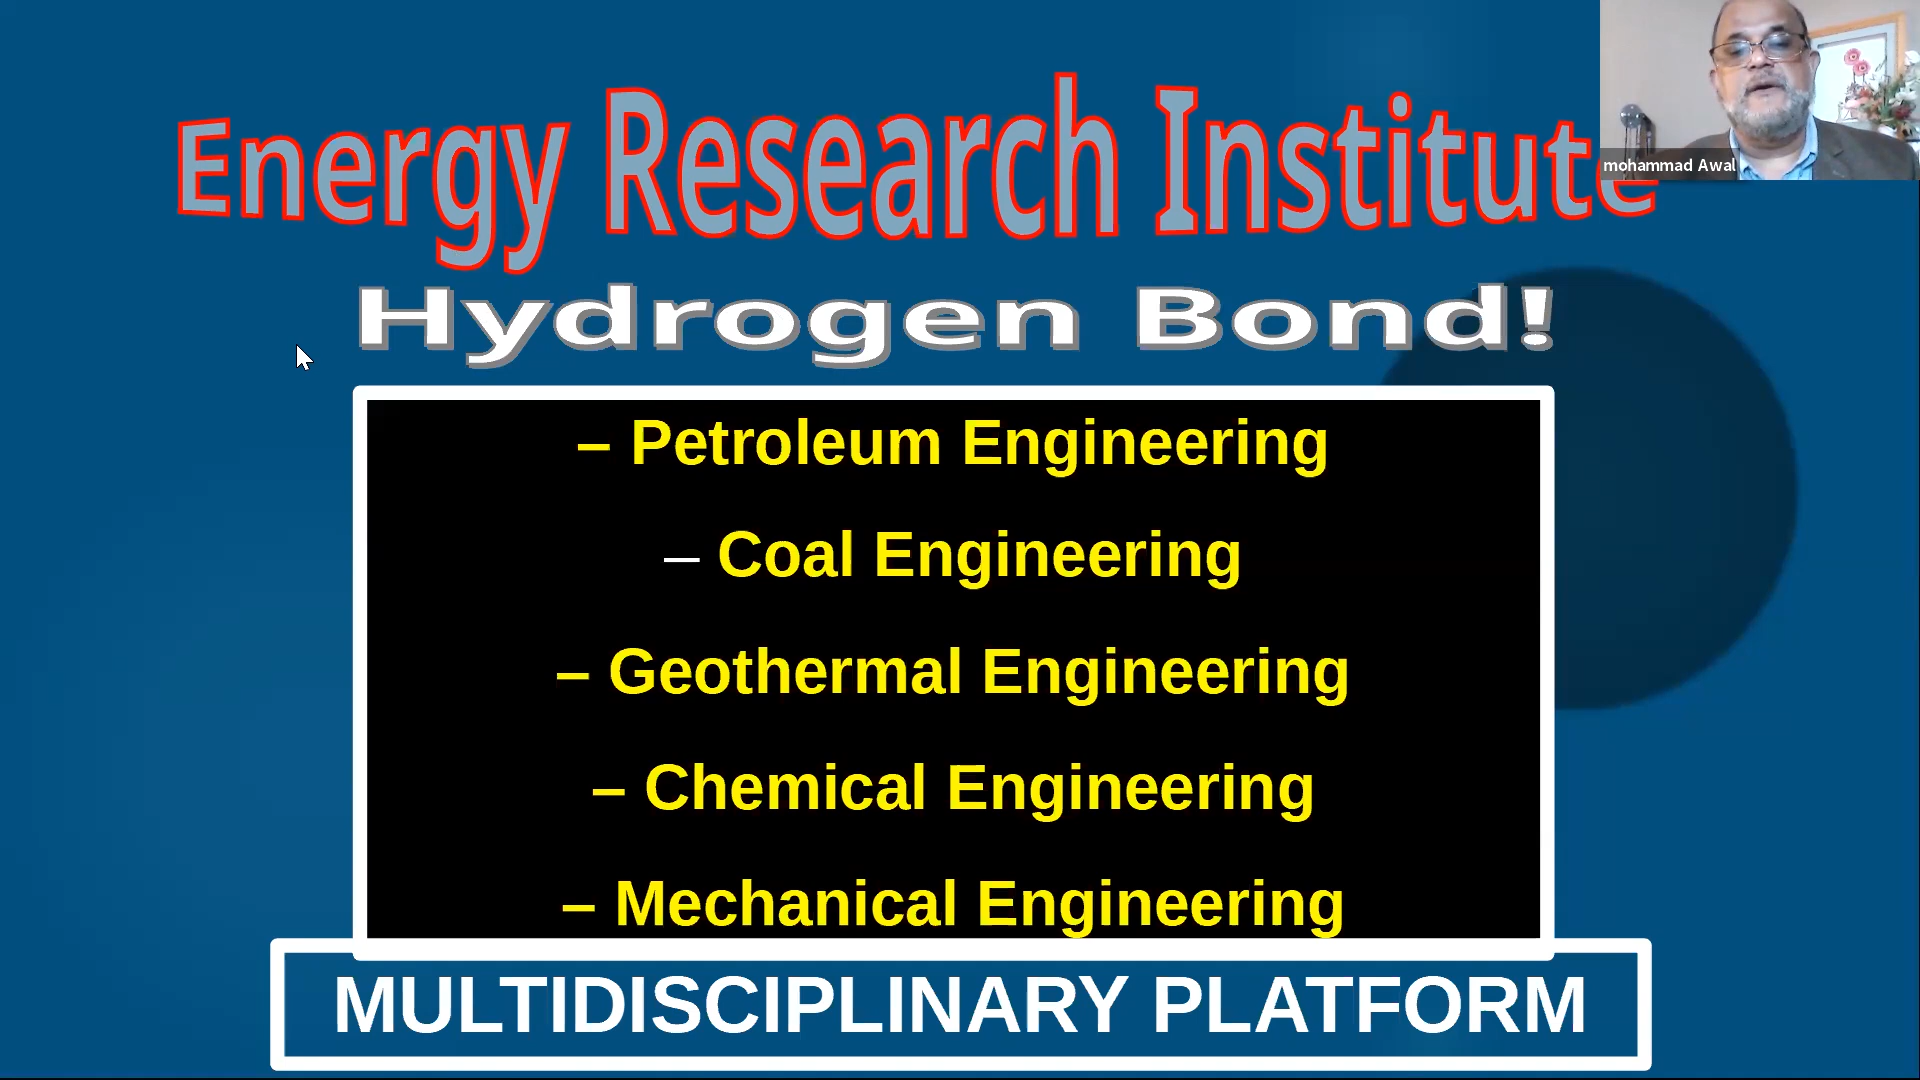 Energy Research Institute
mohammad Awal
Hydrogen Bond!
– Petroleum Engineering
– Coal Engineering
– Geothermal Engineering
– Chemical Engineering
– Mechanical Engineering
MULTIDISCIPLINARY PLATFORM